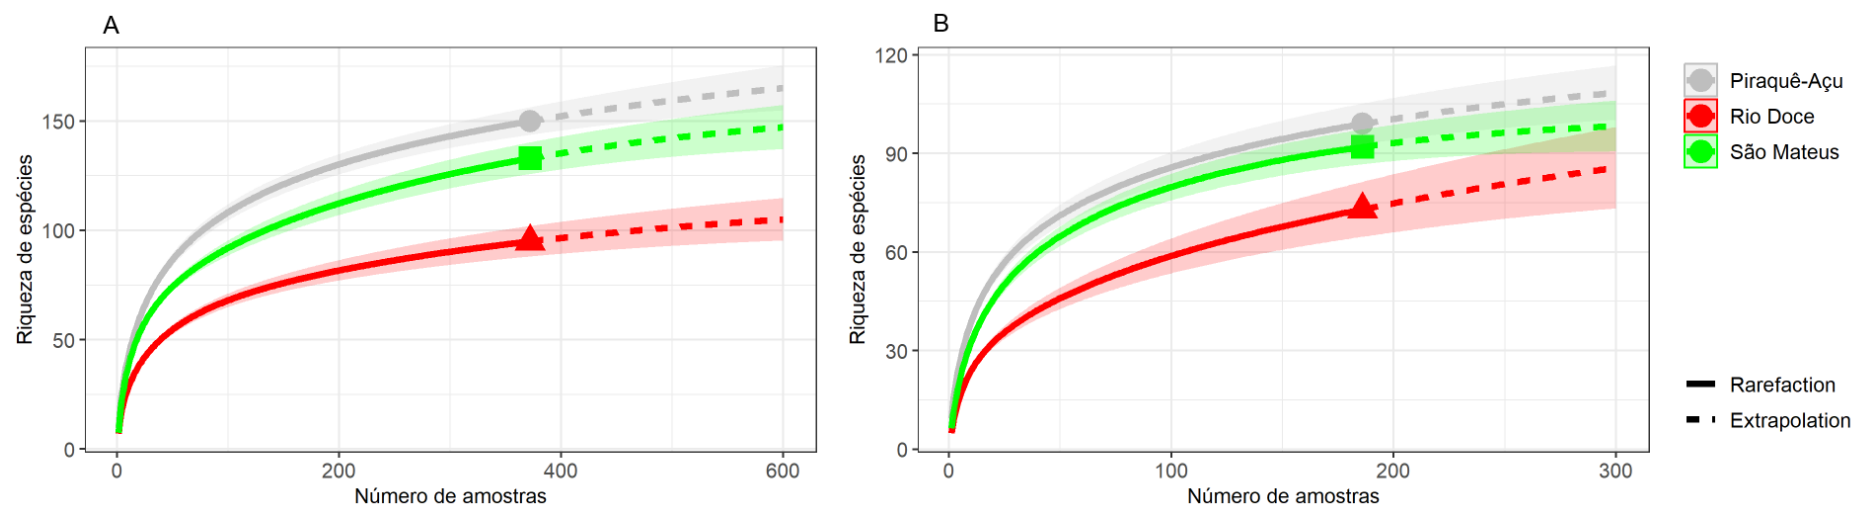 A
Riqueza de espécies
150
100
50
0
0
200
400
600
Número de amostras
B
Riqueza de espécies
120
90
60
30
0
0
100
200
300
Número de amostras
Piraquê-Açu
Rio Doce
São Mateus
Rarefaction
Extrapolation